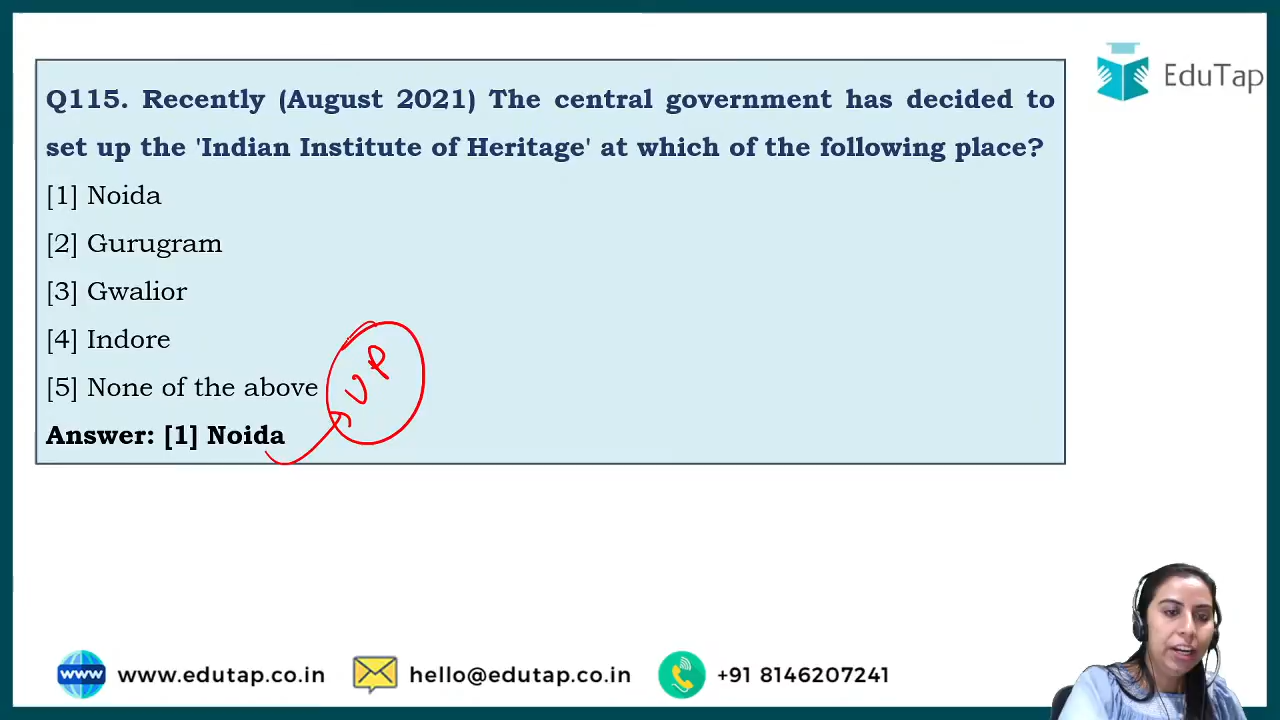 EduTap
Q115. Recently (August 2021) The central government has decided to
set up the 'Indian Institute of Heritage' at which of the following place?
[1] Noida
[2] Gurugram
[3] Gwalior
[4] Indore
[5] None of the above
UP
Answer: [1] Noida
www
www.edutap.co.in
hello@edutap.co.in
+91 8146207241